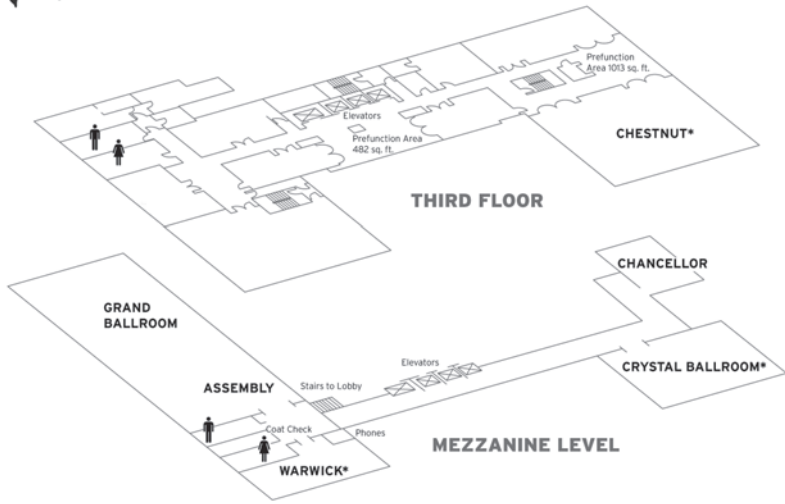 Prefunction
Area 1013 sq. ft.
Elevators
Prefunction Area
482 sq. ft.
CHESTNUT*
THIRD FLOOR
CHANCELLOR
GRAND
BALLROOM
Elevators
CRYSTAL BALLROOM*
ASSEMBLY
Stairs to Lobby
Coat Check
Phones
MEZZANINE LEVEL
WARWICK*